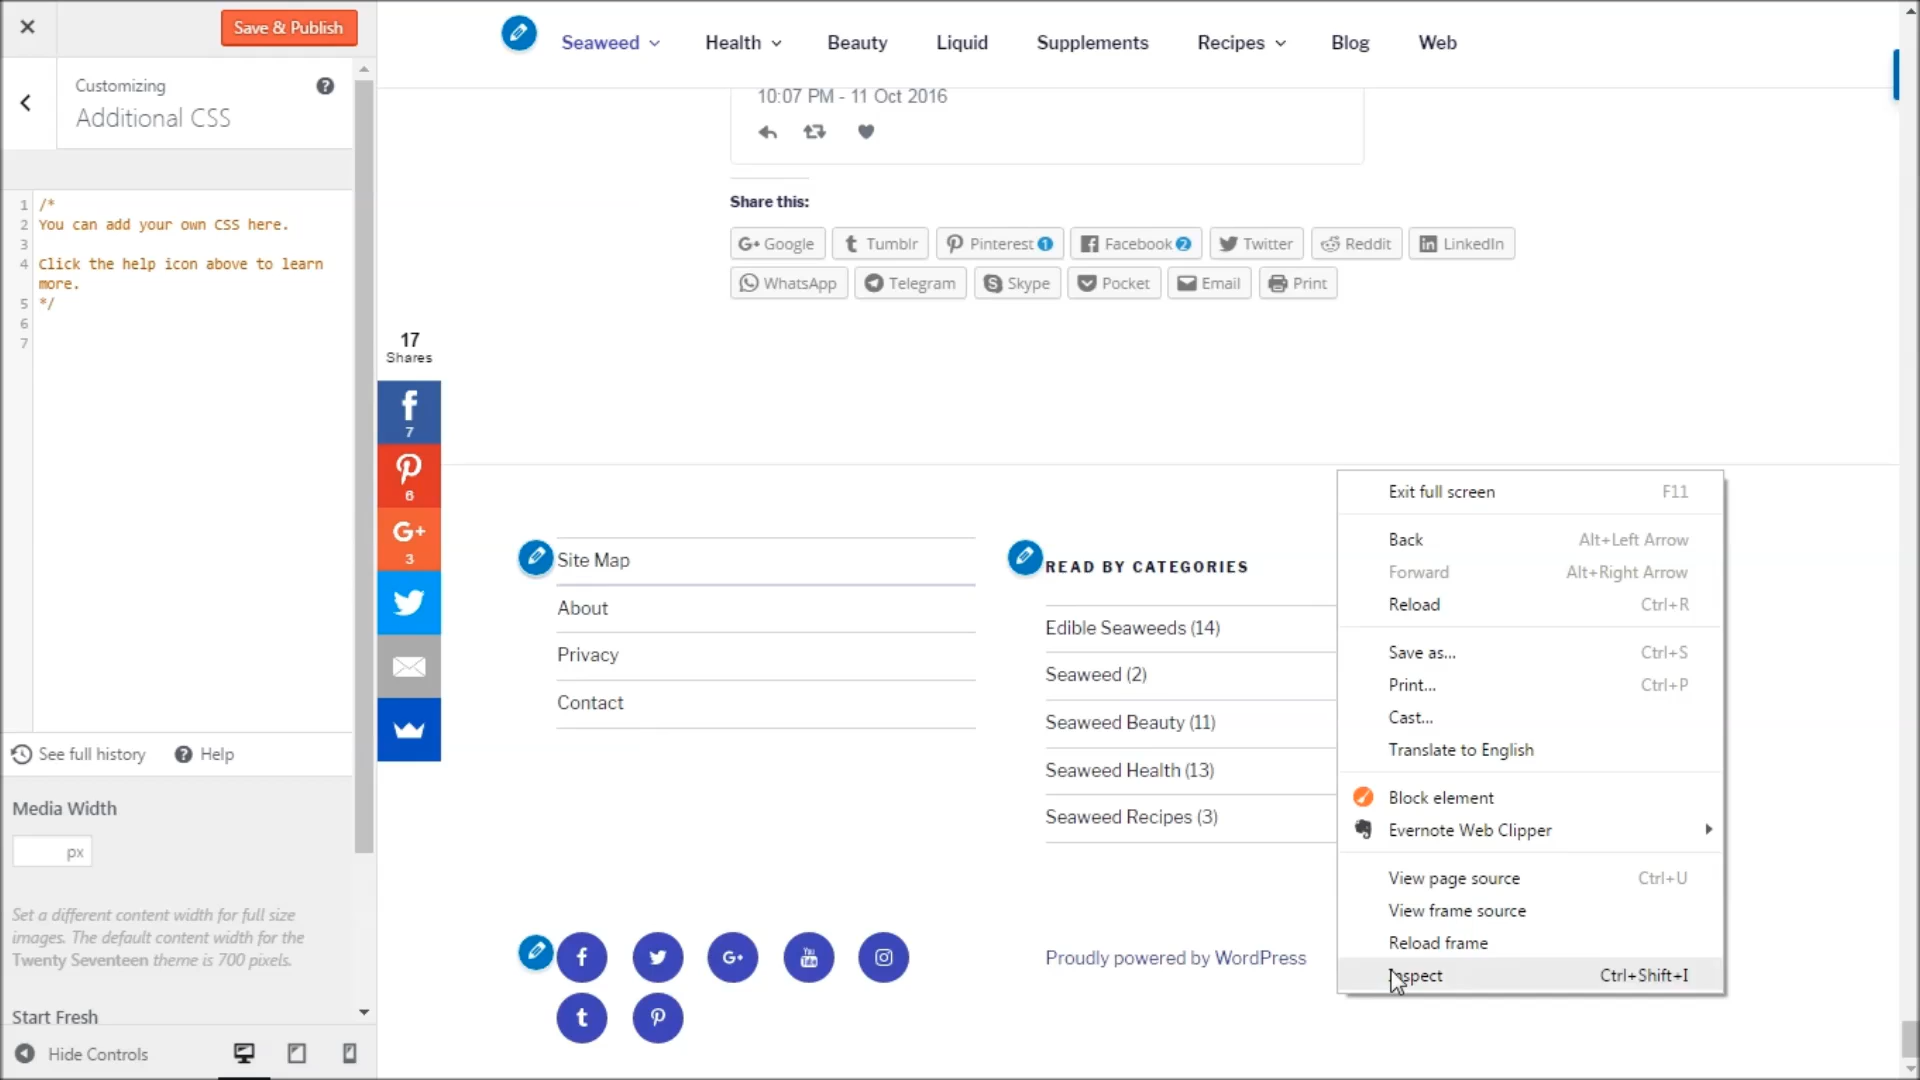 Save & Publish
Customizing
Additional CSS
1 /*
2 You can add your own CSS here.
3
4 Click the help icon above to learn
more.
5 */
6
7
See full history
Help
Media Width
px
Set a different content width for full size
images. The default content width for the
Twenty Seventeen theme is 700 pixels.
Start Fresh
Hide Controls
Seaweed Health Beauty Liquid Supplements Recipes Blog Web
10:07 PM - 11 Oct 2016
Share this:
G+ Google Tumblr Pinterest 1 Facebook 2 Twitter Reddit LinkedIn
WhatsApp Telegram Skype Pocket Email Print
17
Shares
7
6
G+
3
Site Map
About
Privacy
Contact
READ BY CATEGORIES
Edible Seaweeds (14)
Seaweed (2)
Seaweed Beauty (11)
Seaweed Health (13)
Seaweed Recipes (3)
G+ You Tube
Proudly powered by WordPress
Exit full screen F11
Back Alt+Left Arrow
Forward Alt+Right Arrow
Reload Ctrl+R
Save as... Ctrl+S
Print... Ctrl+P
Cast...
Translate to English
Block element
Evernote Web Clipper
View page source Ctrl+U
View frame source
Reload frame
Inspect Ctrl+Shift+I